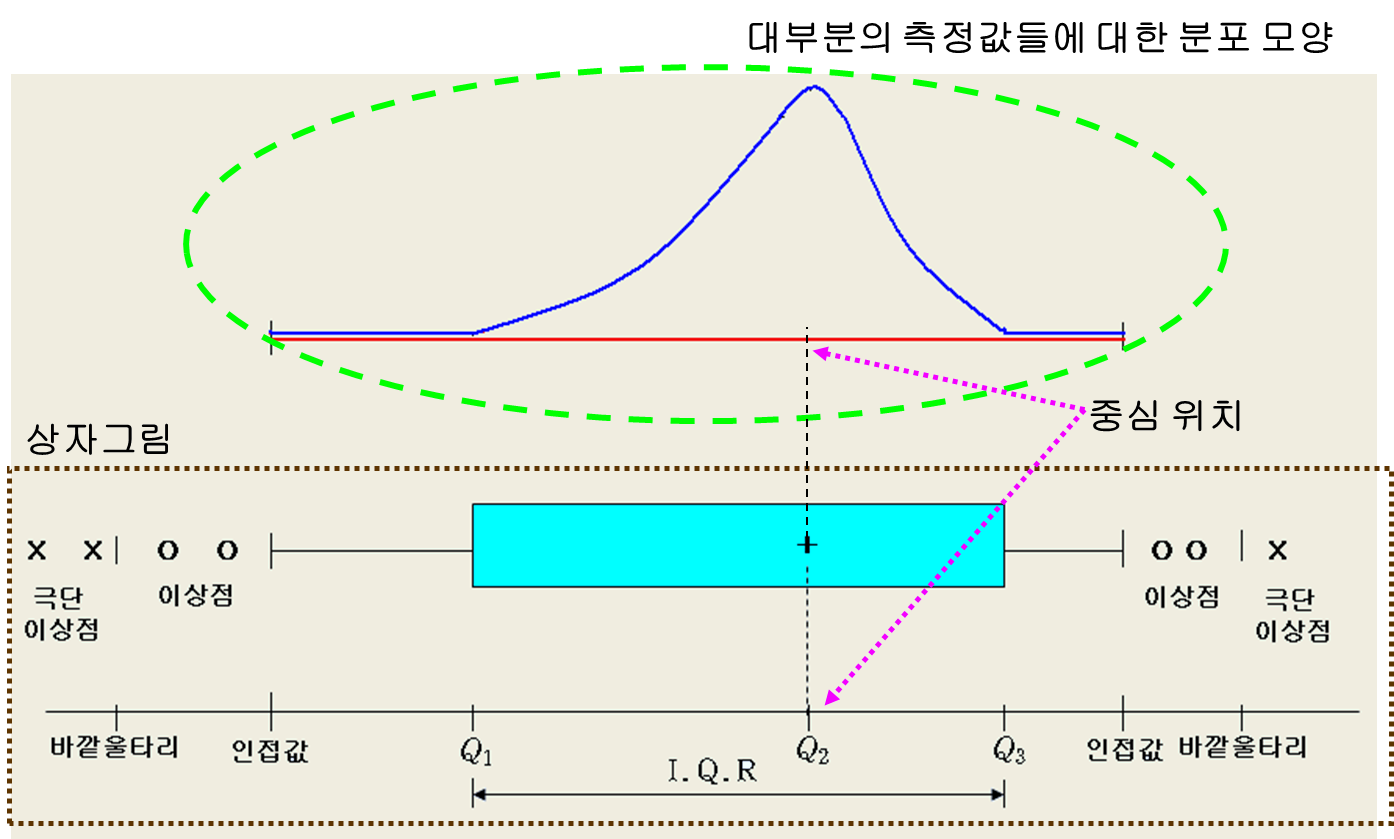 대부분의 측정값들에 대한 분포 모양
중심 위치
상자그림
x x o o o o x
극단 이상점 이상점 이상점 극단 이상점
바깥울타리 인접값 Q1 Q2 Q3 인접값 바깥울타리
I.Q.R